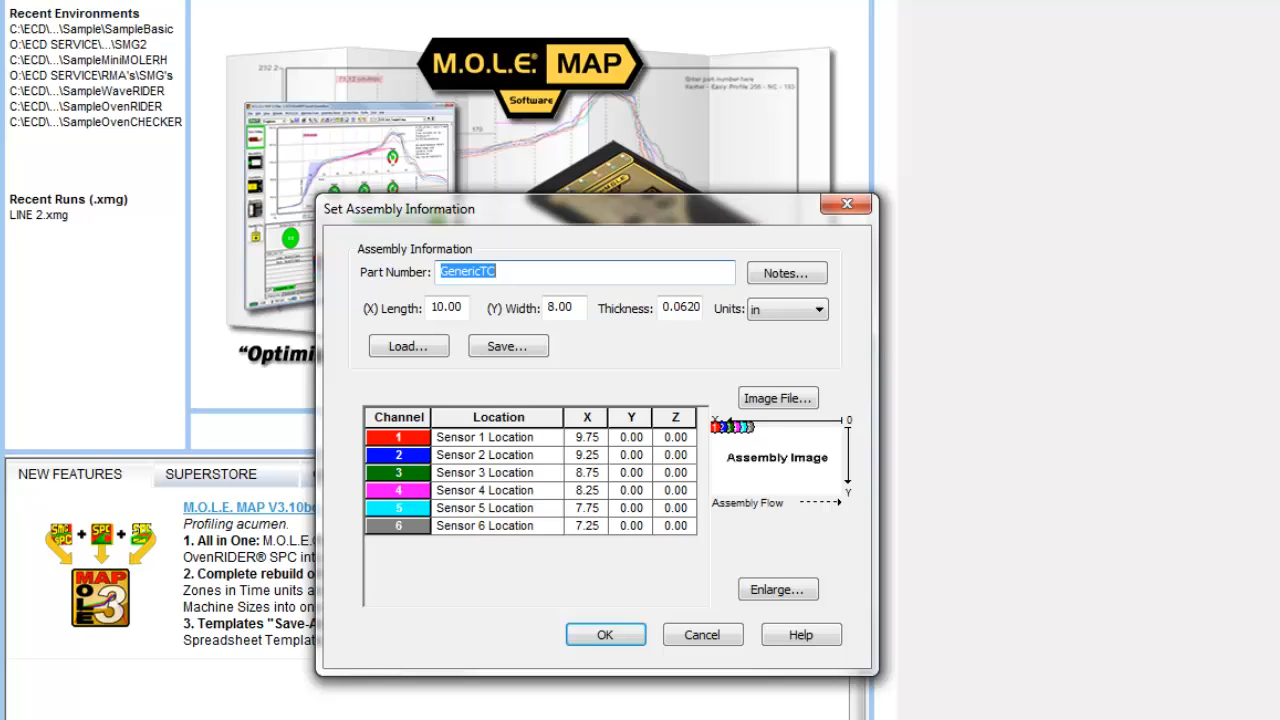 Recent Environments
C:\ECD\...\Sample\SampleBasic
O:\ECD SERVICE\...\SMG2
C:\ECD\...\SampleMiniMOLERH
O:\ECD SERVICE\RMA's\SMG's
C:\ECD\...\SampleWaveRIDER
C:\ECD\...\SampleOvenRIDER
C:\ECD\...\SampleOvenCHECKER
Recent Runs (.xmg)
LINE 2.xmg
M.O.L.E.® MAP
Software
"Optimi
Set Assembly Information
Assembly Information
Part Number: GenericTC Notes...
(X) Length: 10.00 (Y) Width: 8.00 Thickness: 0.0620 Units: in
Load... Save...
Image File...
Channel Location X Y Z
1 Sensor 1 Location 9.75 0.00 0.00
2 Sensor 2 Location 9.25 0.00 0.00
3 Sensor 3 Location 8.75 0.00 0.00
4 Sensor 4 Location 8.25 0.00 0.00
5 Sensor 5 Location 7.75 0.00 0.00
6 Sensor 6 Location 7.25 0.00 0.00
X 0
Assembly Image
Y
Assembly Flow
Enlarge...
OK Cancel Help
NEW FEATURES SUPERSTORE
M.O.L.E. MAP V3.10b
Profiling acumen.
1. All in One: M.O.L.E.
OvenRIDER® SPC int
2. Complete rebuild o
Zones in Time units a
Machine Sizes into on
3. Templates "Save-A
Spreadsheet Templat
SPC + SPC +
MAP
MOLE 3